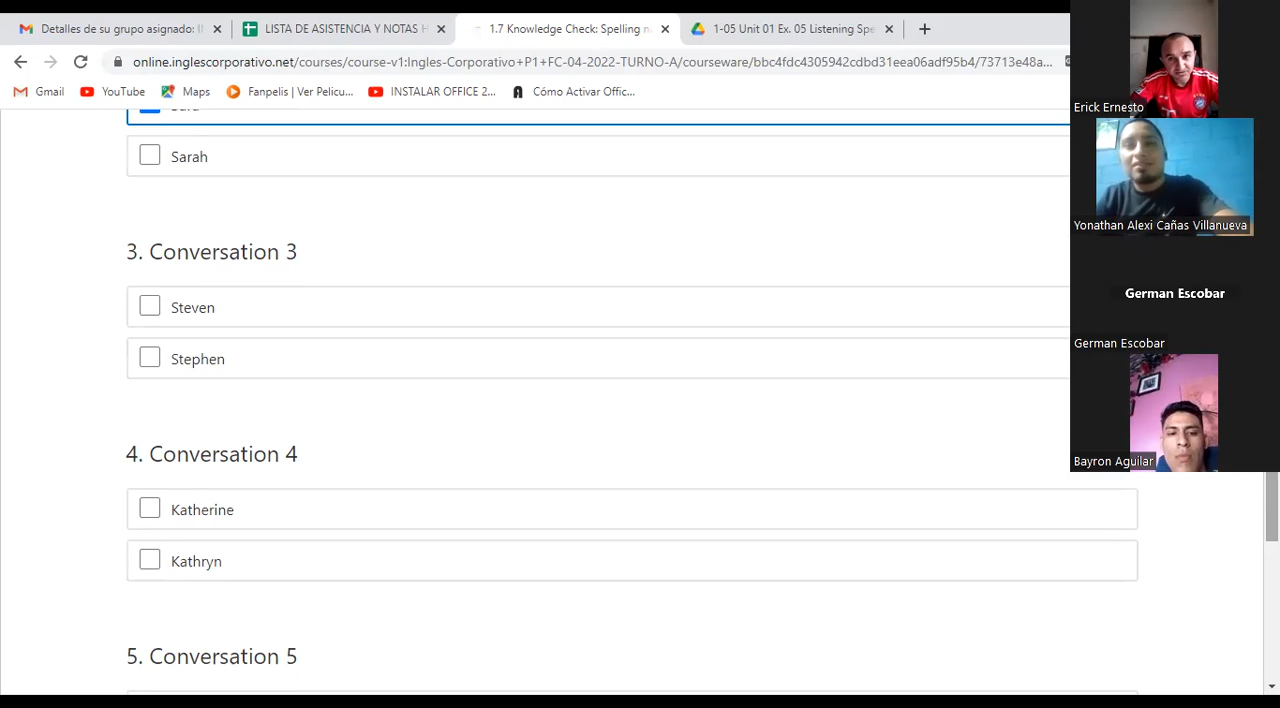 Detalles de su grupo asignado: I
LISTA DE ASISTENCIA Y NOTAS H
1.7 Knowledge Check: Spelling n
1-05 Unit 01 Ex. 05 Listening Spe
online.inglescorporativo.net/courses/course-v1:Ingles-Corporativo+P1+FC-04-2022-TURNO-A/courseware/bbc4fdc4305942cdbd31eea06adf95b4/73713e48a...
Gmail
YouTube
Maps
Fanpelis | Ver Pelicu...
INSTALAR OFFICE 2...
Cómo Activar Offic...
Sarah
3. Conversation 3
Steven
Stephen
4. Conversation 4
Katherine
Kathryn
5. Conversation 5
Erick Ernesto
Yonathan Alexi Cañas Villanueva
German Escobar
German Escobar
Bayron Aguilar